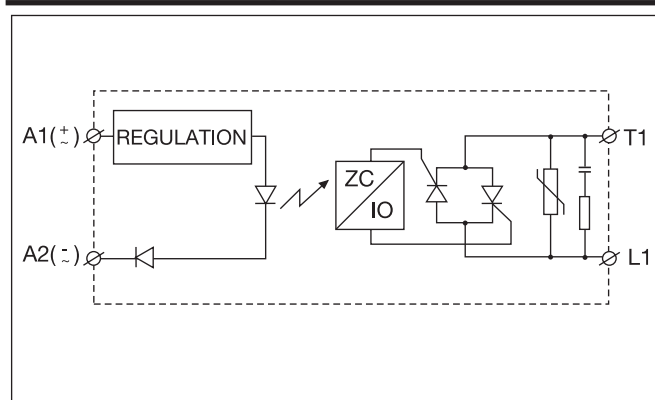 A1(+~)
REGULATION
ZC
IO
T1
A2(-~)
L1